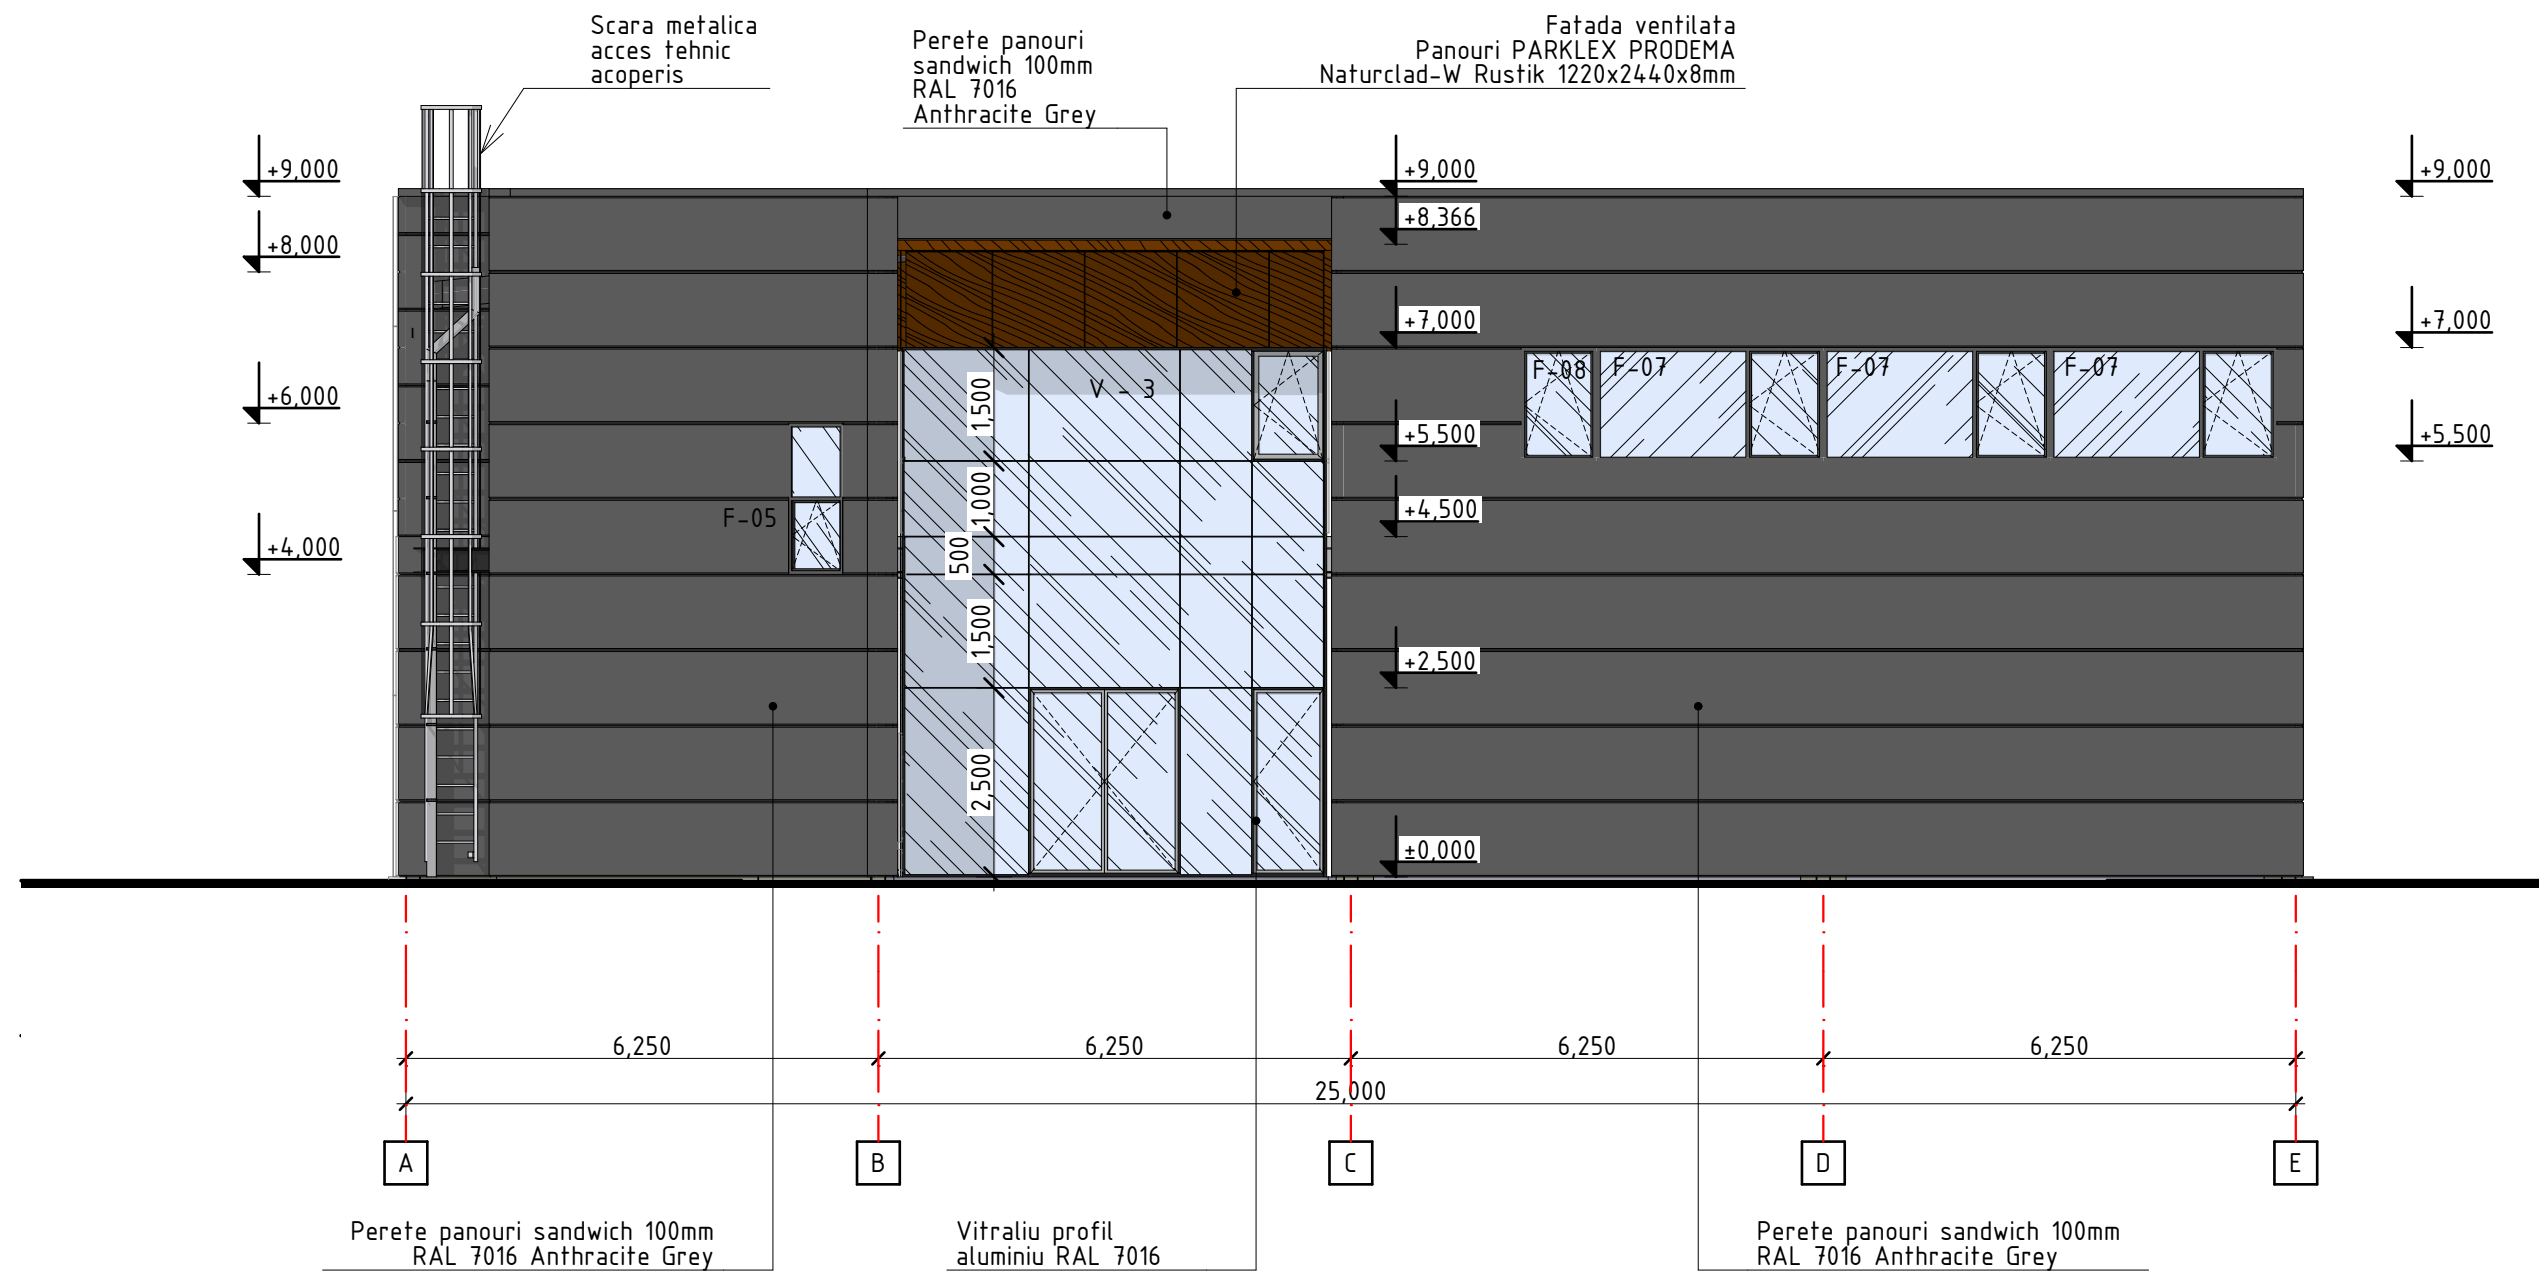 Scara metalica
acces tehnic
acoperis
Perete panouri
sandwich 100mm
RAL 7016
Anthracite Grey
Fatada ventilata
Panouri PARKLEX PRODEMA
Naturclad-W Rustik 1220x2440x8mm
+9,000
+8,000
+6,000
+4,000
+9,000
+8,366
+7,000
+5,500
+4,500
+2,500
±0,000
+9,000
+7,000
+5,500
F-05
V - 3
F-08
F-07
F-07
F-07
1,500
1,000
500
1,500
2,500
6,250
6,250
6,250
6,250
25,000
A
B
C
D
E
Perete panouri sandwich 100mm
RAL 7016 Anthracite Grey
Vitraliu profil
aluminiu RAL 7016
Perete panouri sandwich 100mm
RAL 7016 Anthracite Grey